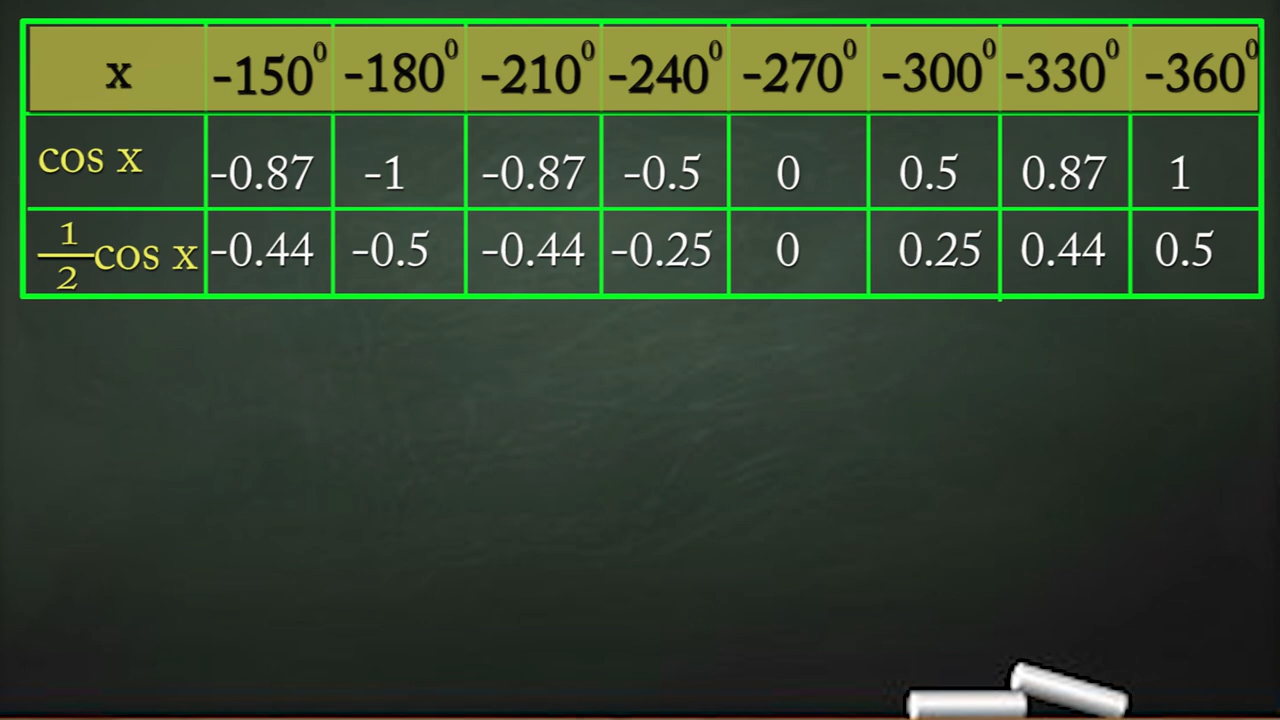 x -150⁰ -180⁰ -210⁰ -240⁰ -270⁰ -300⁰ -330⁰ -360⁰
cos x -0.87 -1 -0.87 -0.5 0 0.5 0.87 1
1/2 cos x -0.44 -0.5 -0.44 -0.25 0 0.25 0.44 0.5